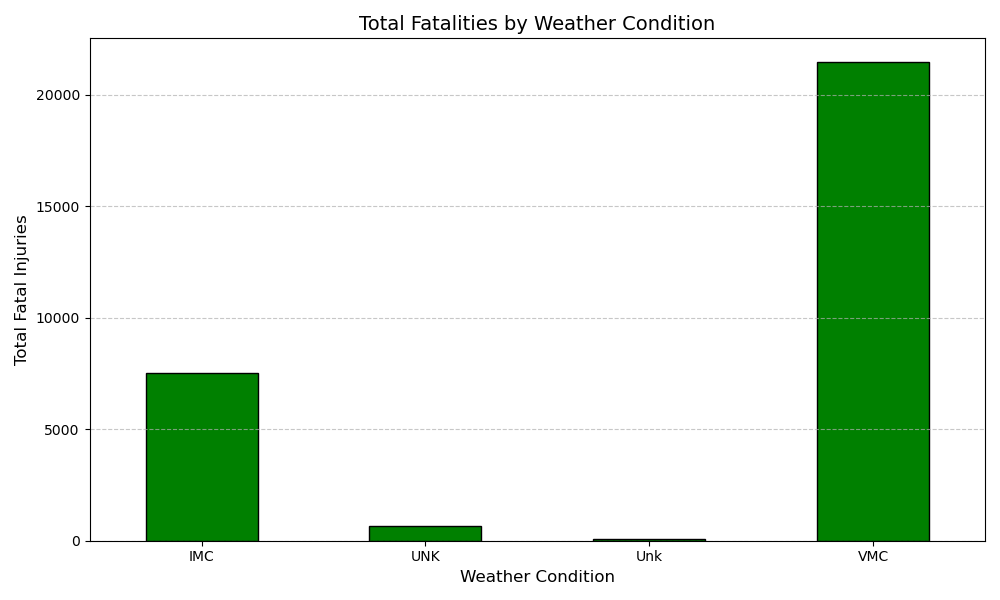 Total Fatalities by Weather Condition
Total Fatal Injuries
20000
15000
10000
5000
0
IMC
UNK
Unk
VMC
Weather Condition